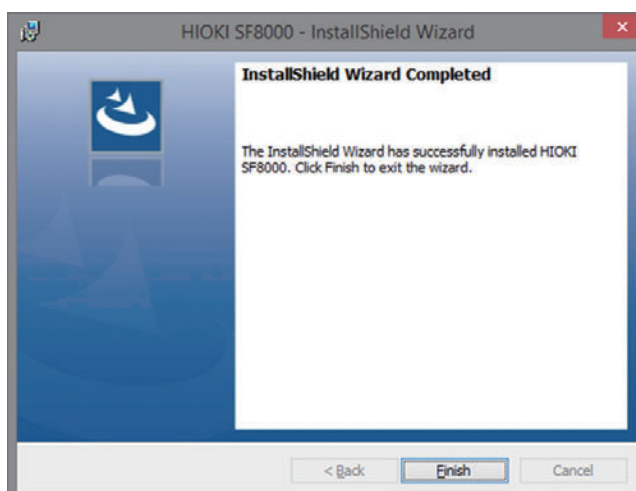 HIOKI SF8000 - InstallShield Wizard
InstallShield Wizard Completed
The InstallShield Wizard has successfully installed HIOKI
SF8000. Click Finish to exit the wizard.
< Back
Finish
Cancel